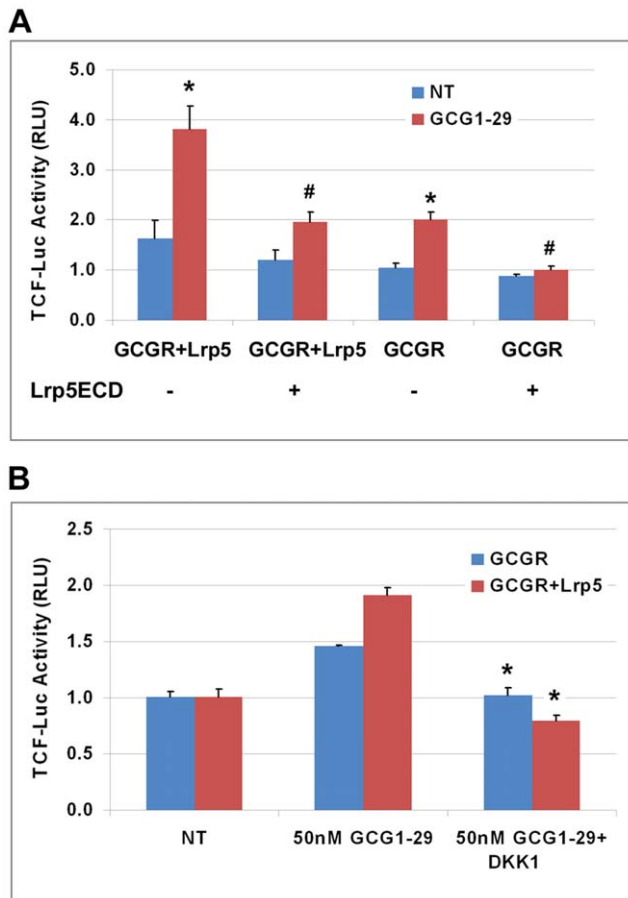 A
TCF-Luc Activity (RLU)
5.0
4.0
3.0
2.0
1.0
0.0
NT
GCG1-29
*
#
*
#
GCGR+Lrp5 GCGR+Lrp5 GCGR GCGR
Lrp5ECD - + - +
B
TCF-Luc Activity (RLU)
2.5
2.0
1.5
1.0
0.5
0.0
GCGR
GCGR+Lrp5
*
*
NT 50nM GCG1-29 50nM GCG1-29+
DKK1